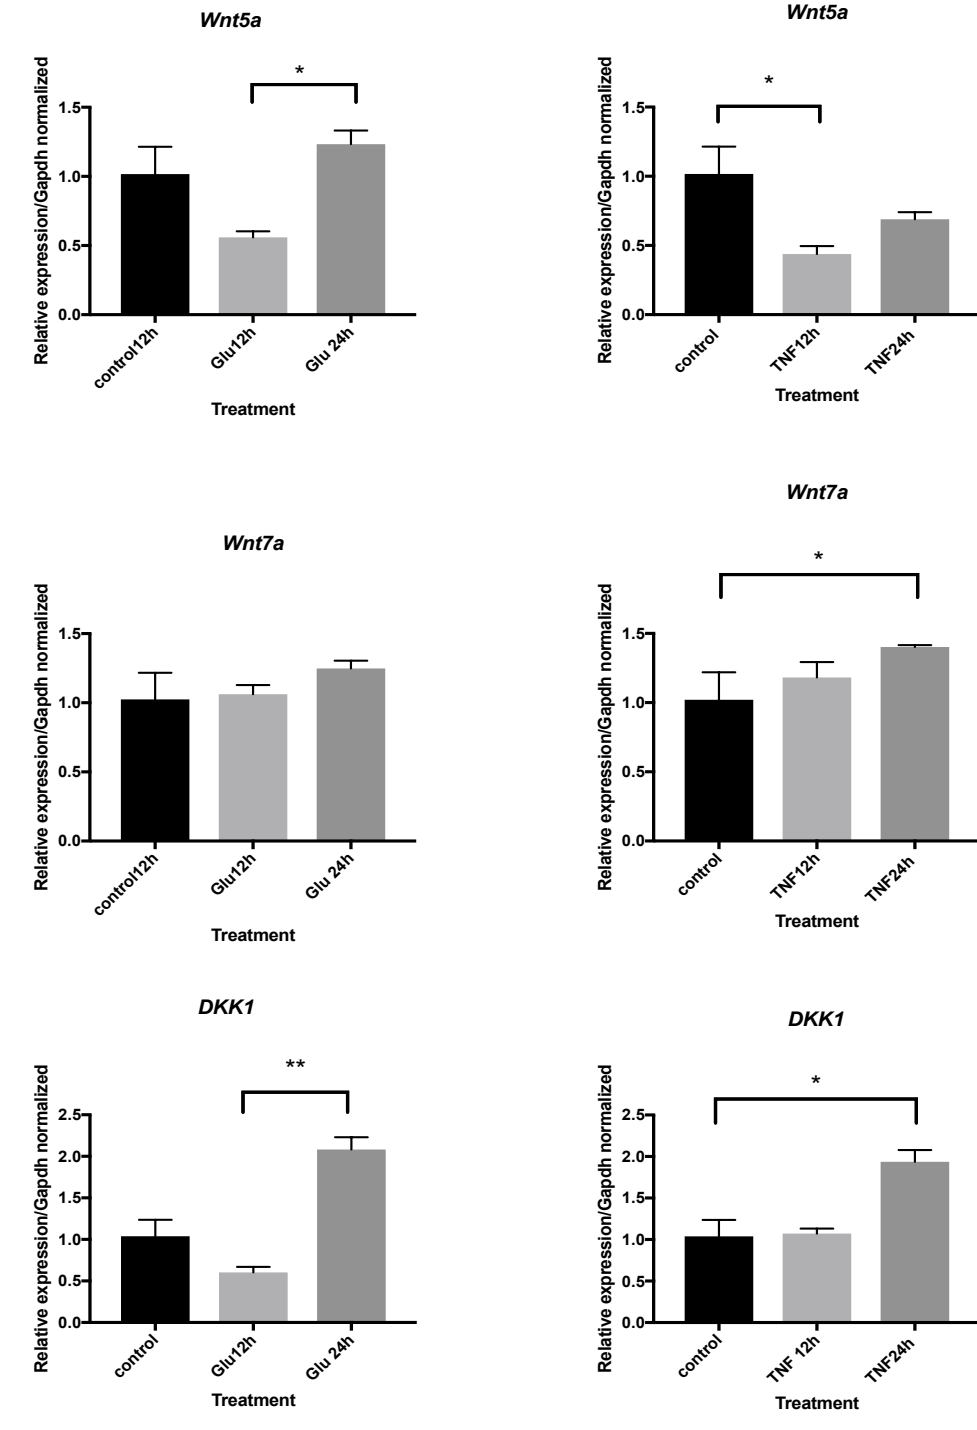 Wnt5a
*
Relative expression/Gapdh normalized
1.5
1.0
0.5
0.0
control12h
Glu12h
Glu 24h
Treatment
Wnt5a
*
Relative expression/Gapdh normalized
1.5
1.0
0.5
0.0
control
TNF12h
TNF24h
Treatment
Wnt7a
Relative expression/Gapdh normalized
1.5
1.0
0.5
0.0
control12h
Glu12h
Glu 24h
Treatment
Wnt7a
*
Relative expression/Gapdh normalized
1.5
1.0
0.5
0.0
control
TNF12h
TNF24h
Treatment
DKK1
**
Relative expression/Gapdh normalized
2.5
2.0
1.5
1.0
0.5
0.0
control
Glu12h
Glu 24h
Treatment
DKK1
*
Relative expression/Gapdh normalized
2.5
2.0
1.5
1.0
0.5
0.0
control
TNF 12h
TNF24h
Treatment